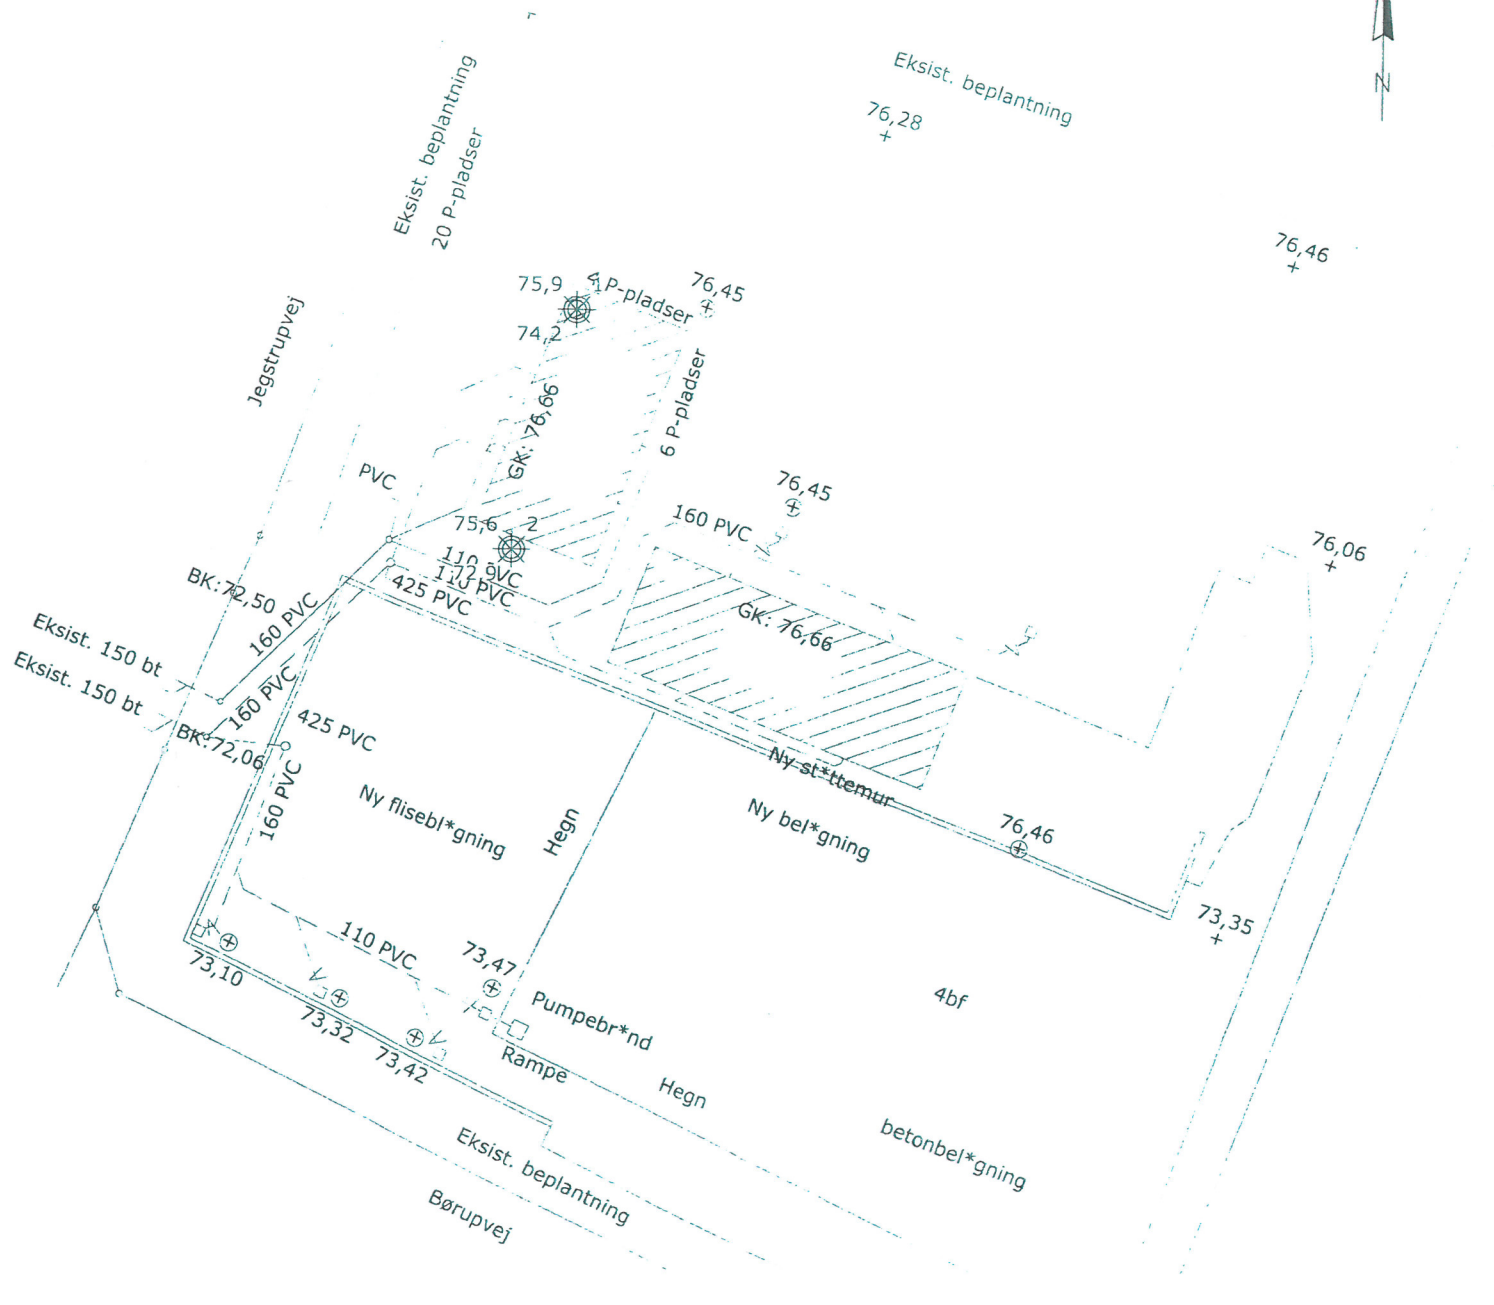 Eksist. beplantning
20 P-pladser
Eksist. beplantning
76,28
+
N
76,46
+
Jegstrupvej
75,9
4 P-pladser
76,45
74,2
GK: 76,66
6 P-pladser
PVC
75,6 2
110 PVC
172,9
110 PVC
425 PVC
160 PVC
76,45
76,06
+
BK:72,50
160 PVC
Eksist. 150 bt
Eksist. 150 bt
160 PVC
BK:72,06
425 PVC
160 PVC
GK: 76,66
Ny st*ttemur
Ny flisebl*gning
Hegn
Ny bel*gning
76,46
73,35
+
110 PVC
73,47
73,10
73,32
73,42
Pumpebr*nd
Rampe
Hegn
4bf
betonbel*gning
Eksist. beplantning
Børupvej